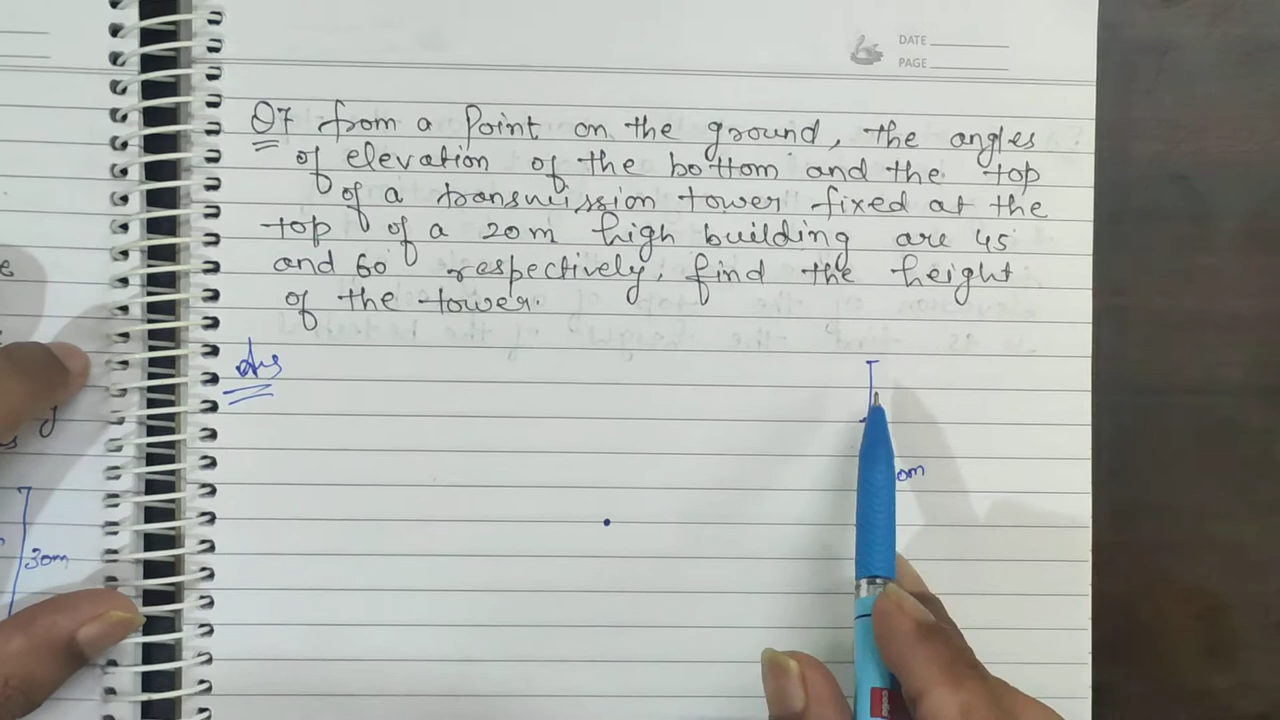 DATE
PAGE
Q7 from a Point on the ground, the angles
of elevation of the bottom and the top
of a transmission tower fixed at the
top of a 20m high building are 45
and 60 respectively, find the height
of the tower.
Ans
0m
30m